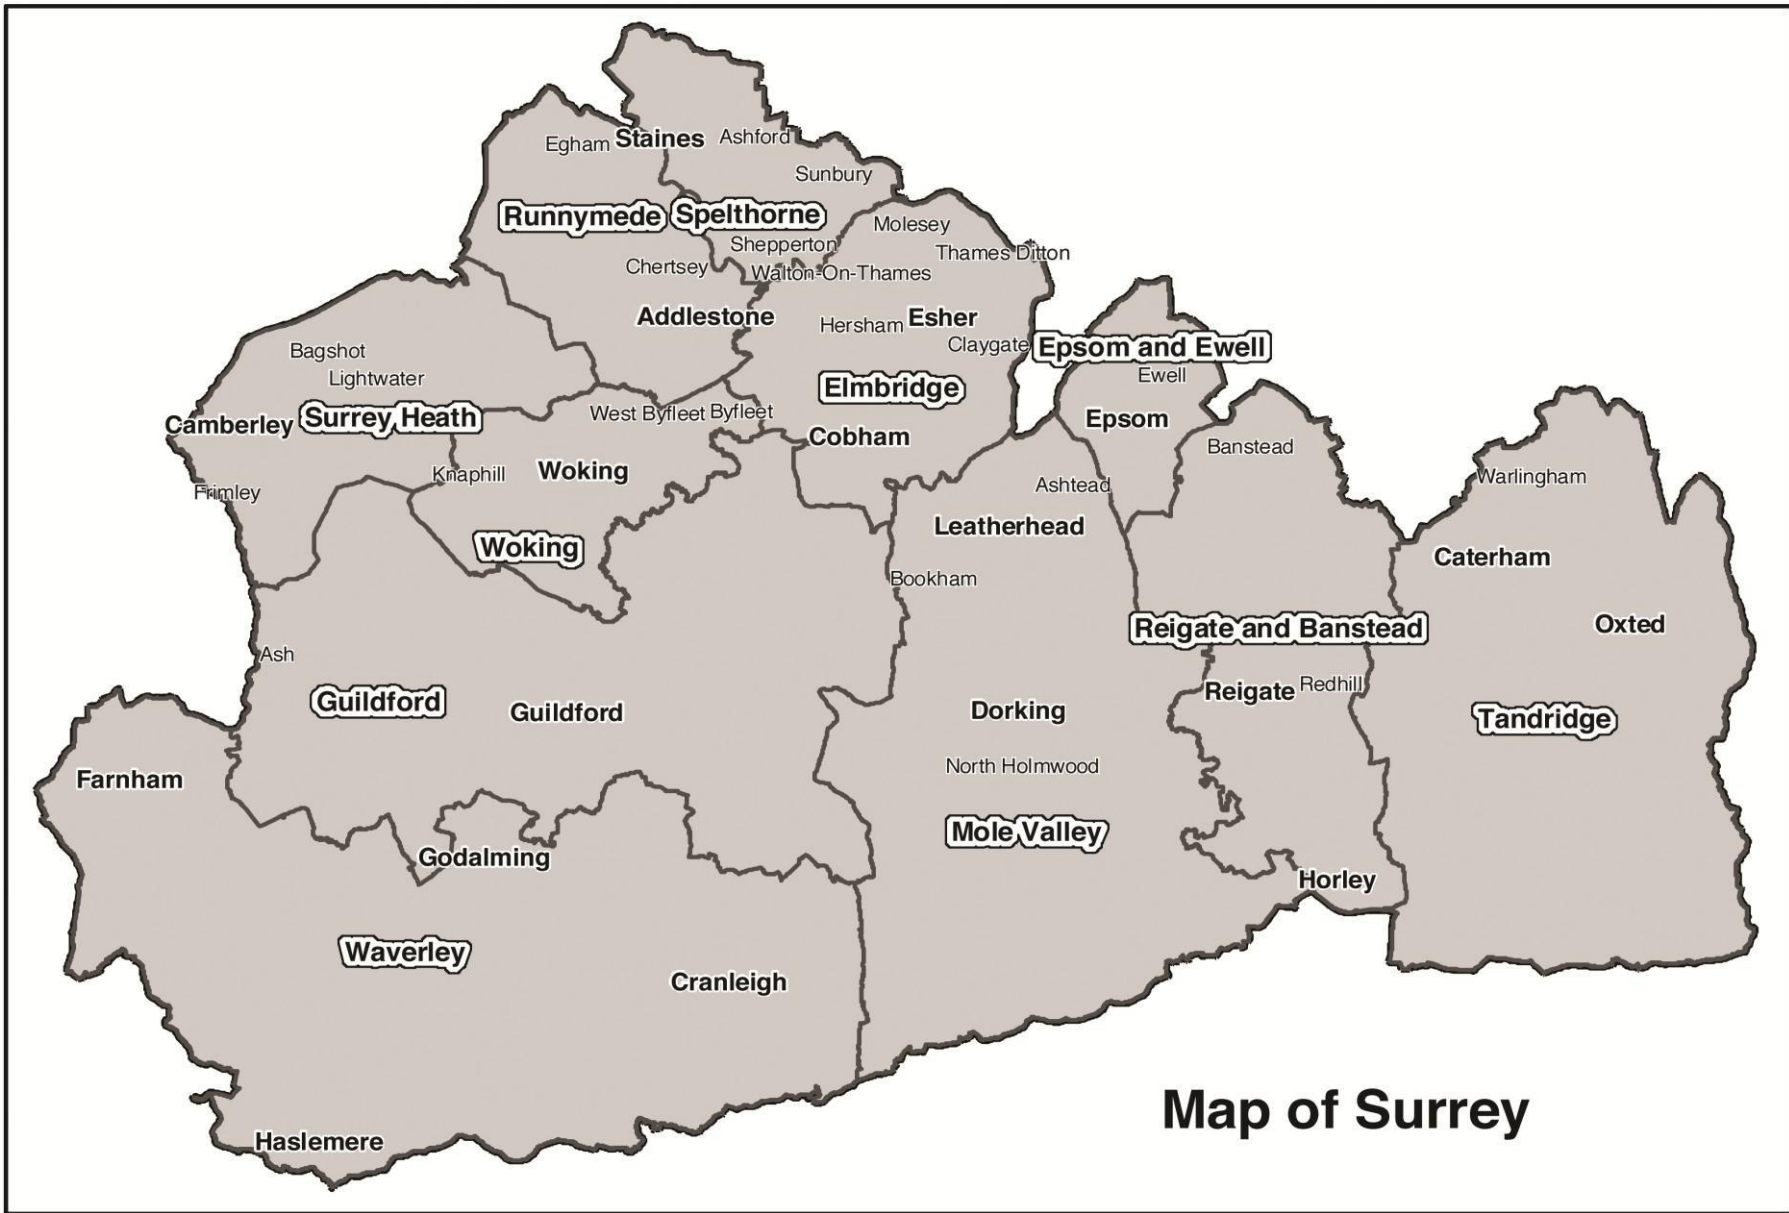 Egham
Staines
Ashford
Sunbury
Runnymede
Spelthorne
Molesey
Shepperton
Thames Ditton
Chertsey
Walton-On-Thames
Addlestone
Hersham
Esher
Claygate
Epsom and Ewell
Bagshot
Lightwater
Ewell
Elmbridge
Camberley
Surrey Heath
West Byfleet
Byfleet
Epsom
Cobham
Banstead
Knaphill
Woking
Warlingham
Frimley
Ashtead
Leatherhead
Woking
Caterham
Bookham
Oxted
Reigate and Banstead
Ash
Reigate
Redhill
Guildford
Guildford
Dorking
Tandridge
North Holmwood
Farnham
Mole Valley
Godalming
Horley
Waverley
Cranleigh
Map of Surrey
Haslemere